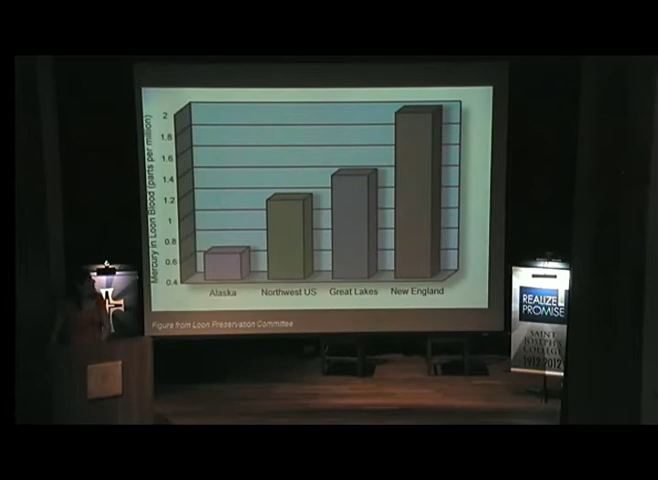 Mercury in Loon Blood (parts per million)
2
1.8
1.6
1.4
1.2
1
0.8
0.6
0.4
Alaska Northwest US Great Lakes New England
Figure from Loon Preservation Committee
REALIZE
PROMISE
SAINT
JOSEPH'S
COLLEGE
1912-2012